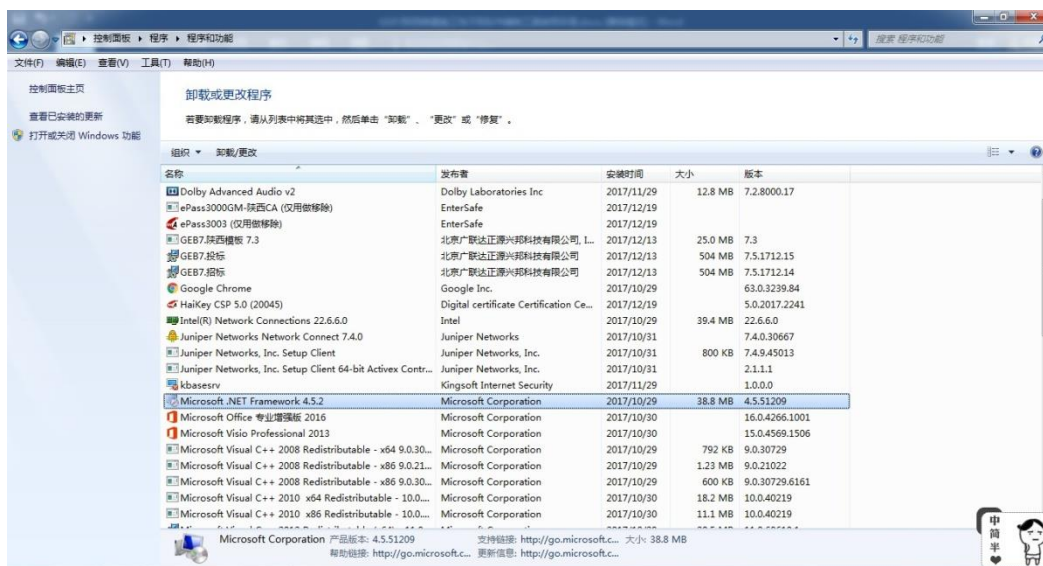 控制面板 ▸ 程序 ▸ 程序和功能
搜索 程序和功能
文件(F) 编辑(E) 查看(V) 工具(T) 帮助(H)
控制面板主页
查看已安装的更新
打开或关闭 Windows 功能
卸载或更改程序
若要卸载程序,请从列表中将其选中,然后单击“卸载”、“更改”或“修复”。
组织 卸载/更改
名称 发布者 安装时间 大小 版本
Dolby Advanced Audio v2 Dolby Laboratories Inc 2017/11/29 12.8 MB 7.2.8000.17
ePass3000GM-陕西CA (仅用做移除) EnterSafe 2017/12/19
ePass3003 (仅用做移除) EnterSafe 2017/12/19
GEB7.陕西模板 7.3 北京广联达正源兴邦科技有限公司, I... 2017/12/13 25.0 MB 7.3
GEB7.投标 北京广联达正源兴邦科技有限公司 2017/12/13 504 MB 7.5.1712.15
GEB7.招标 北京广联达正源兴邦科技有限公司 2017/12/13 504 MB 7.5.1712.14
Google Chrome Google Inc. 2017/10/29 63.0.3239.84
HaiKey CSP 5.0 (20045) Digital certificate Certification Ce... 2017/12/19 5.0.2017.2241
Intel(R) Network Connections 22.6.6.0 Intel 2017/10/29 39.4 MB 22.6.6.0
Juniper Networks Network Connect 7.4.0 Juniper Networks 2017/10/31 7.4.0.30667
Juniper Networks, Inc. Setup Client Juniper Networks, Inc. 2017/10/31 800 KB 7.4.9.45013
Juniper Networks, Inc. Setup Client 64-bit Activex Contr... Juniper Networks, Inc. 2017/10/31 2.1.1.1
kbasesrv Kingsoft Internet Security 2017/11/29 1.0.0.0
Microsoft .NET Framework 4.5.2 Microsoft Corporation 2017/10/29 38.8 MB 4.5.51209
Microsoft Office 专业增强版 2016 Microsoft Corporation 2017/10/30 16.0.4266.1001
Microsoft Visio Professional 2013 Microsoft Corporation 2017/10/30 15.0.4569.1506
Microsoft Visual C++ 2008 Redistributable - x64 9.0.30... Microsoft Corporation 2017/10/29 792 KB 9.0.30729
Microsoft Visual C++ 2008 Redistributable - x86 9.0.21... Microsoft Corporation 2017/10/29 1.23 MB 9.0.21022
Microsoft Visual C++ 2008 Redistributable - x86 9.0.30... Microsoft Corporation 2017/10/29 600 KB 9.0.30729.6161
Microsoft Visual C++ 2010 x64 Redistributable - 10.0.... Microsoft Corporation 2017/10/30 18.2 MB 10.0.40219
Microsoft Visual C++ 2010 x86 Redistributable - 10.0.... Microsoft Corporation 2017/10/30 11.1 MB 10.0.40219
Microsoft Corporation 产品版本: 4.5.51209 支持链接: http://go.microsoft.c... 大小: 38.8 MB
帮助链接: http://go.microsoft.c... 更新信息: http://go.microsoft.c...
中
简
半